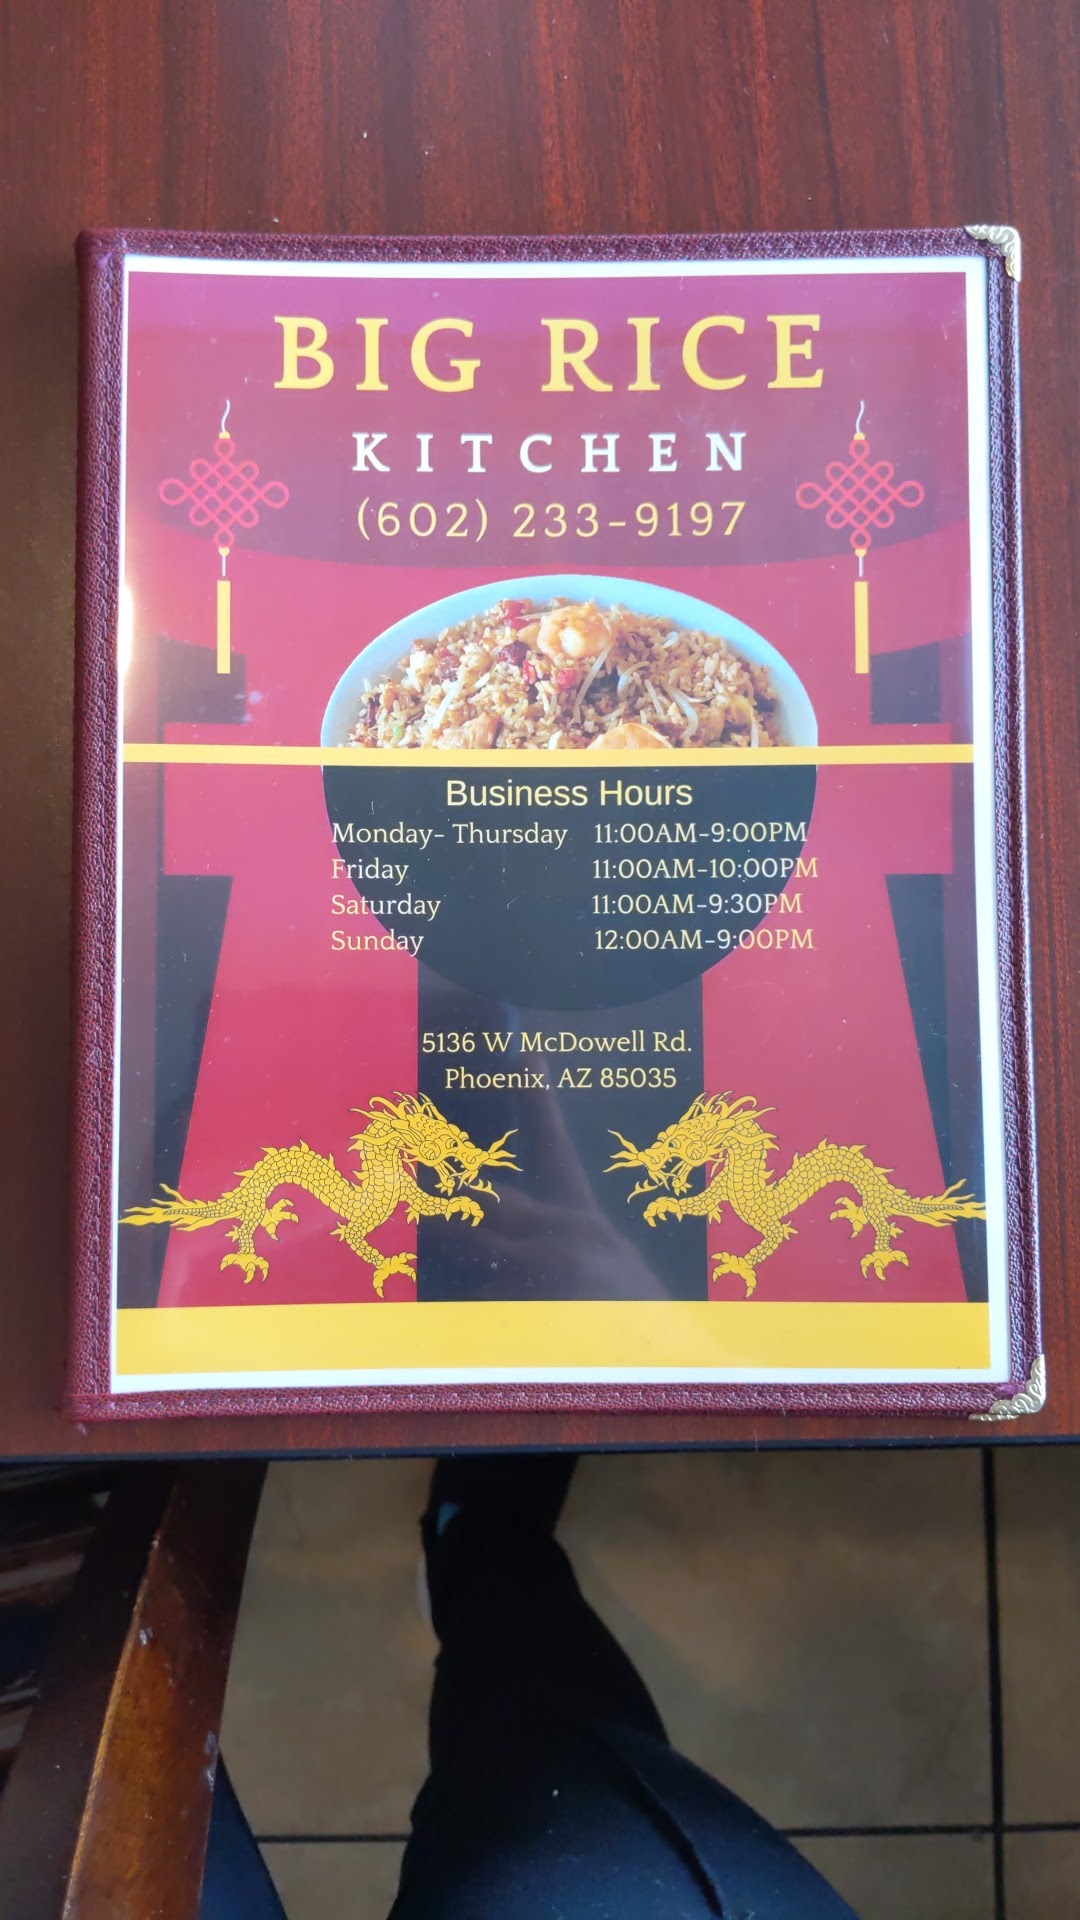 BIG RICE
KITCHEN
(602) 233-9197
Business Hours
Monday- Thursday 11:00AM-9:00PM
Friday 11:00AM-10:00PM
Saturday 11:00AM-9:30PM
Sunday 12:00AM-9:00PM
5136 W McDowell Rd.
Phoenix, AZ 85035